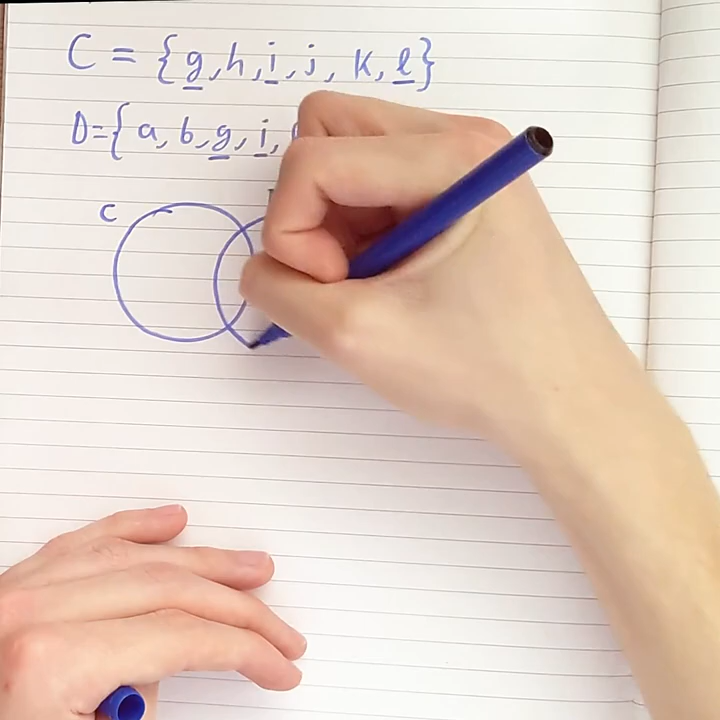 C = {g, h, i, j, k, l}
D={a, b, g, i,
C